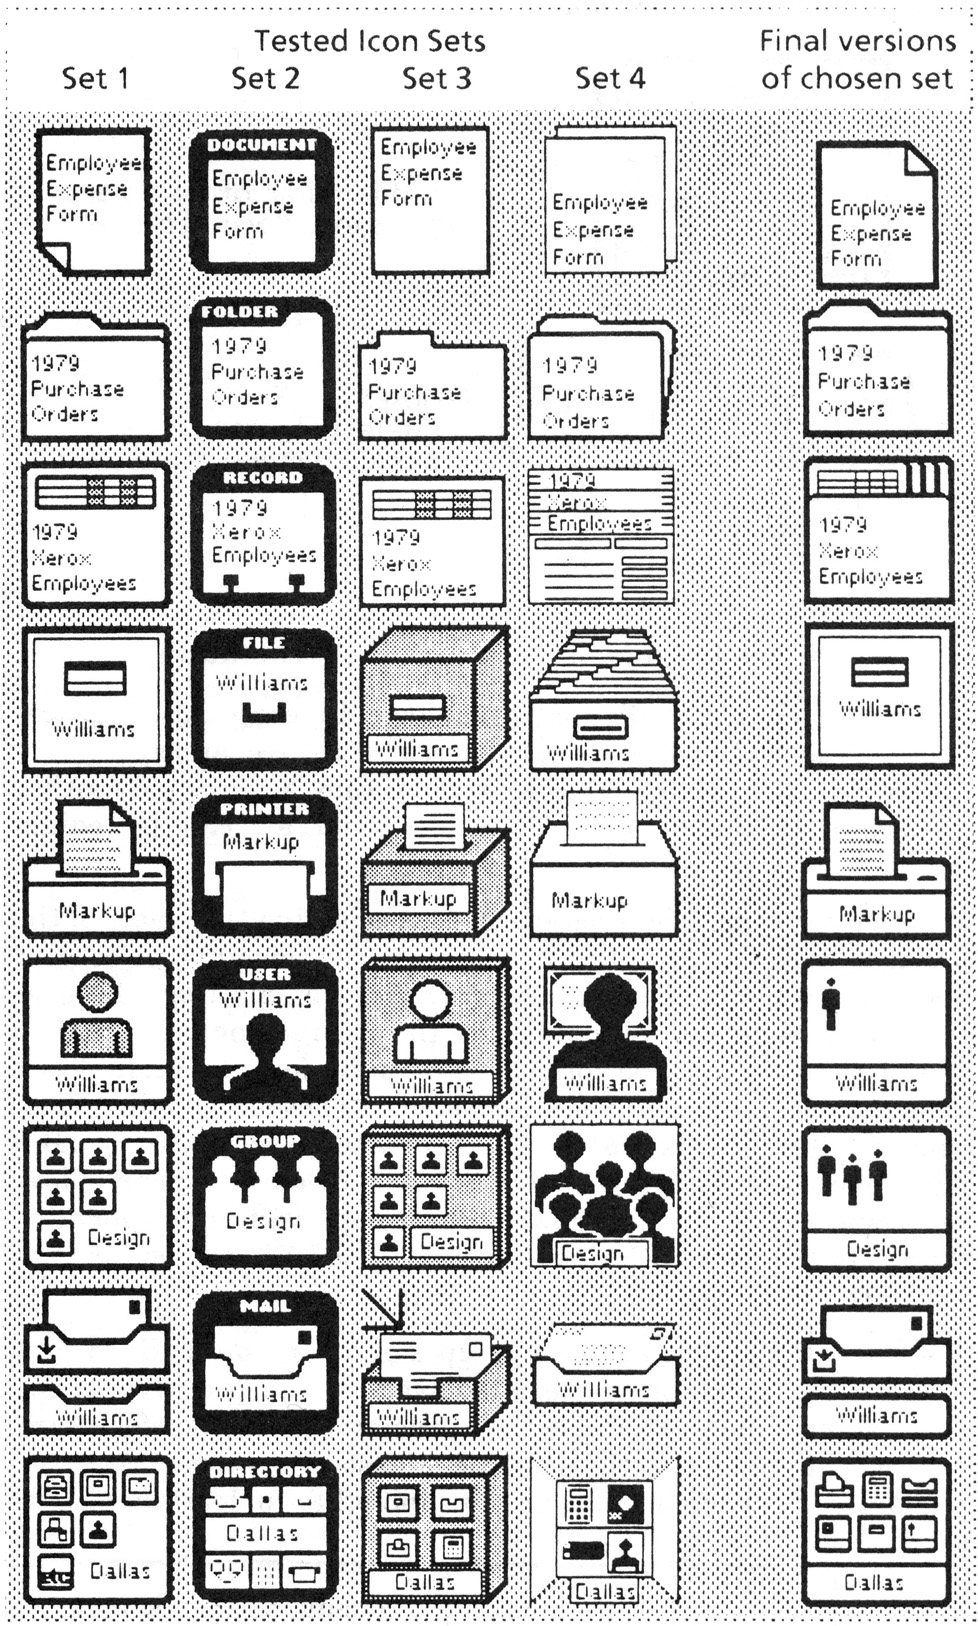 Tested Icon Sets
Final versions
of chosen set
Set 1
Set 2
Set 3
Set 4
Employee
Expense
Form
DOCUMENT
Employee
Expense
Form
Employee
Expense
Form
Employee
Expense
Form
Employee
Expense
Form
1979
Purchase
Orders
FOLDER
1979
Purchase
Orders
1979
Purchase
Orders
1979
Purchase
Orders
1979
Purchase
Orders
1979
Xerox
Employees
RECORD
1979
Xerox
Employees
1979
Xerox
Employees
1979
Xerox
Employees
1979
Xerox
Employees
Williams
FILE
Williams
Williams
Williams
Williams
Markup
PRINTER
Markup
Markup
Markup
Markup
Williams
USER
Williams
Williams
Williams
Williams
Design
GROUP
Design
Design
Design
Design
Williams
MAIL
Williams
Williams
Williams
Williams
etc
Dallas
DIRECTORY
Dallas
Dallas
Dallas
Dallas